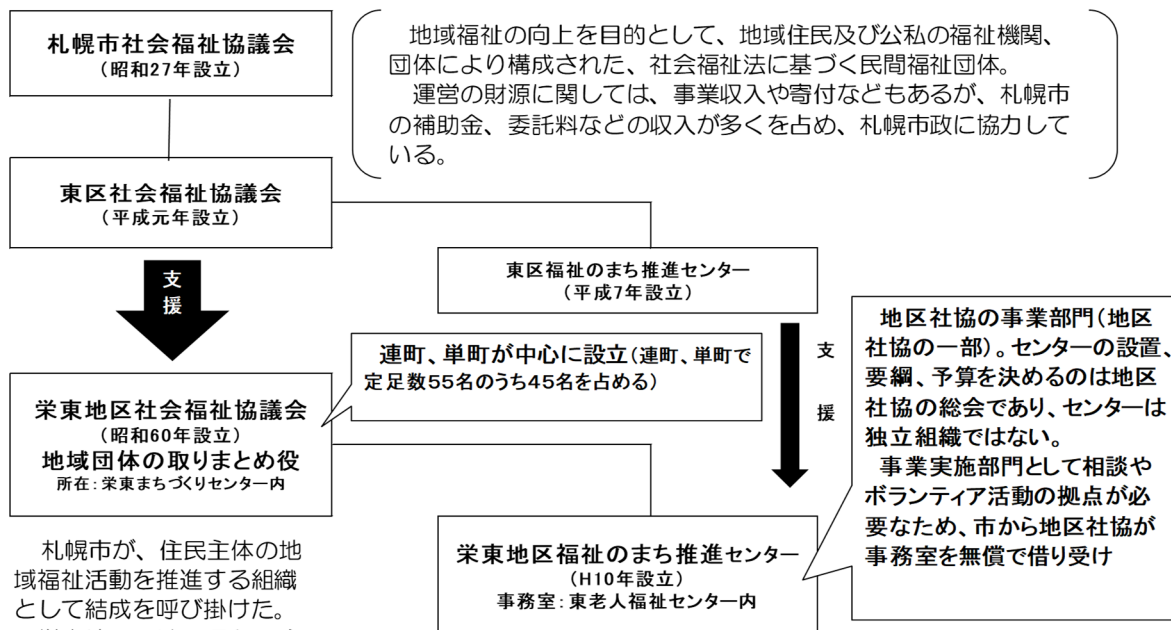 札幌市社会福祉協議会
（昭和27年設立）
地域福祉の向上を目的として、地域住民及び公私の福祉機関、
団体により構成された、社会福祉法に基づく民間福祉団体。
運営の財源に関しては、事業収入や寄付などもあるが、札幌市
の補助金、委託料などの収入が多くを占め、札幌市政に協力して
いる。
東区社会福祉協議会
（平成元年設立）
支援
東区福祉のまち推進センター
（平成7年設立）
支援
連町、単町が中心に設立（連町、単町で
定足数55名のうち45名を占める）
地区社協の事業部門（地区
社協の一部）。センターの設置、
要綱、予算を決めるのは地区
社協の総会であり、センターは
独立組織ではない。
事業実施部門として相談や
ボランティア活動の拠点が必
要なため、市から地区社協が
事務室を無償で借り受け
栄東地区社会福祉協議会
（昭和60年設立）
地域団体の取りまとめ役
所在：栄東まちづくりセンター内
栄東地区福祉のまち推進センター
（H10年設立）
事務室：東老人福祉センター内
札幌市が、住民主体の地
域福祉活動を推進する組織
として結成を呼び掛けた。